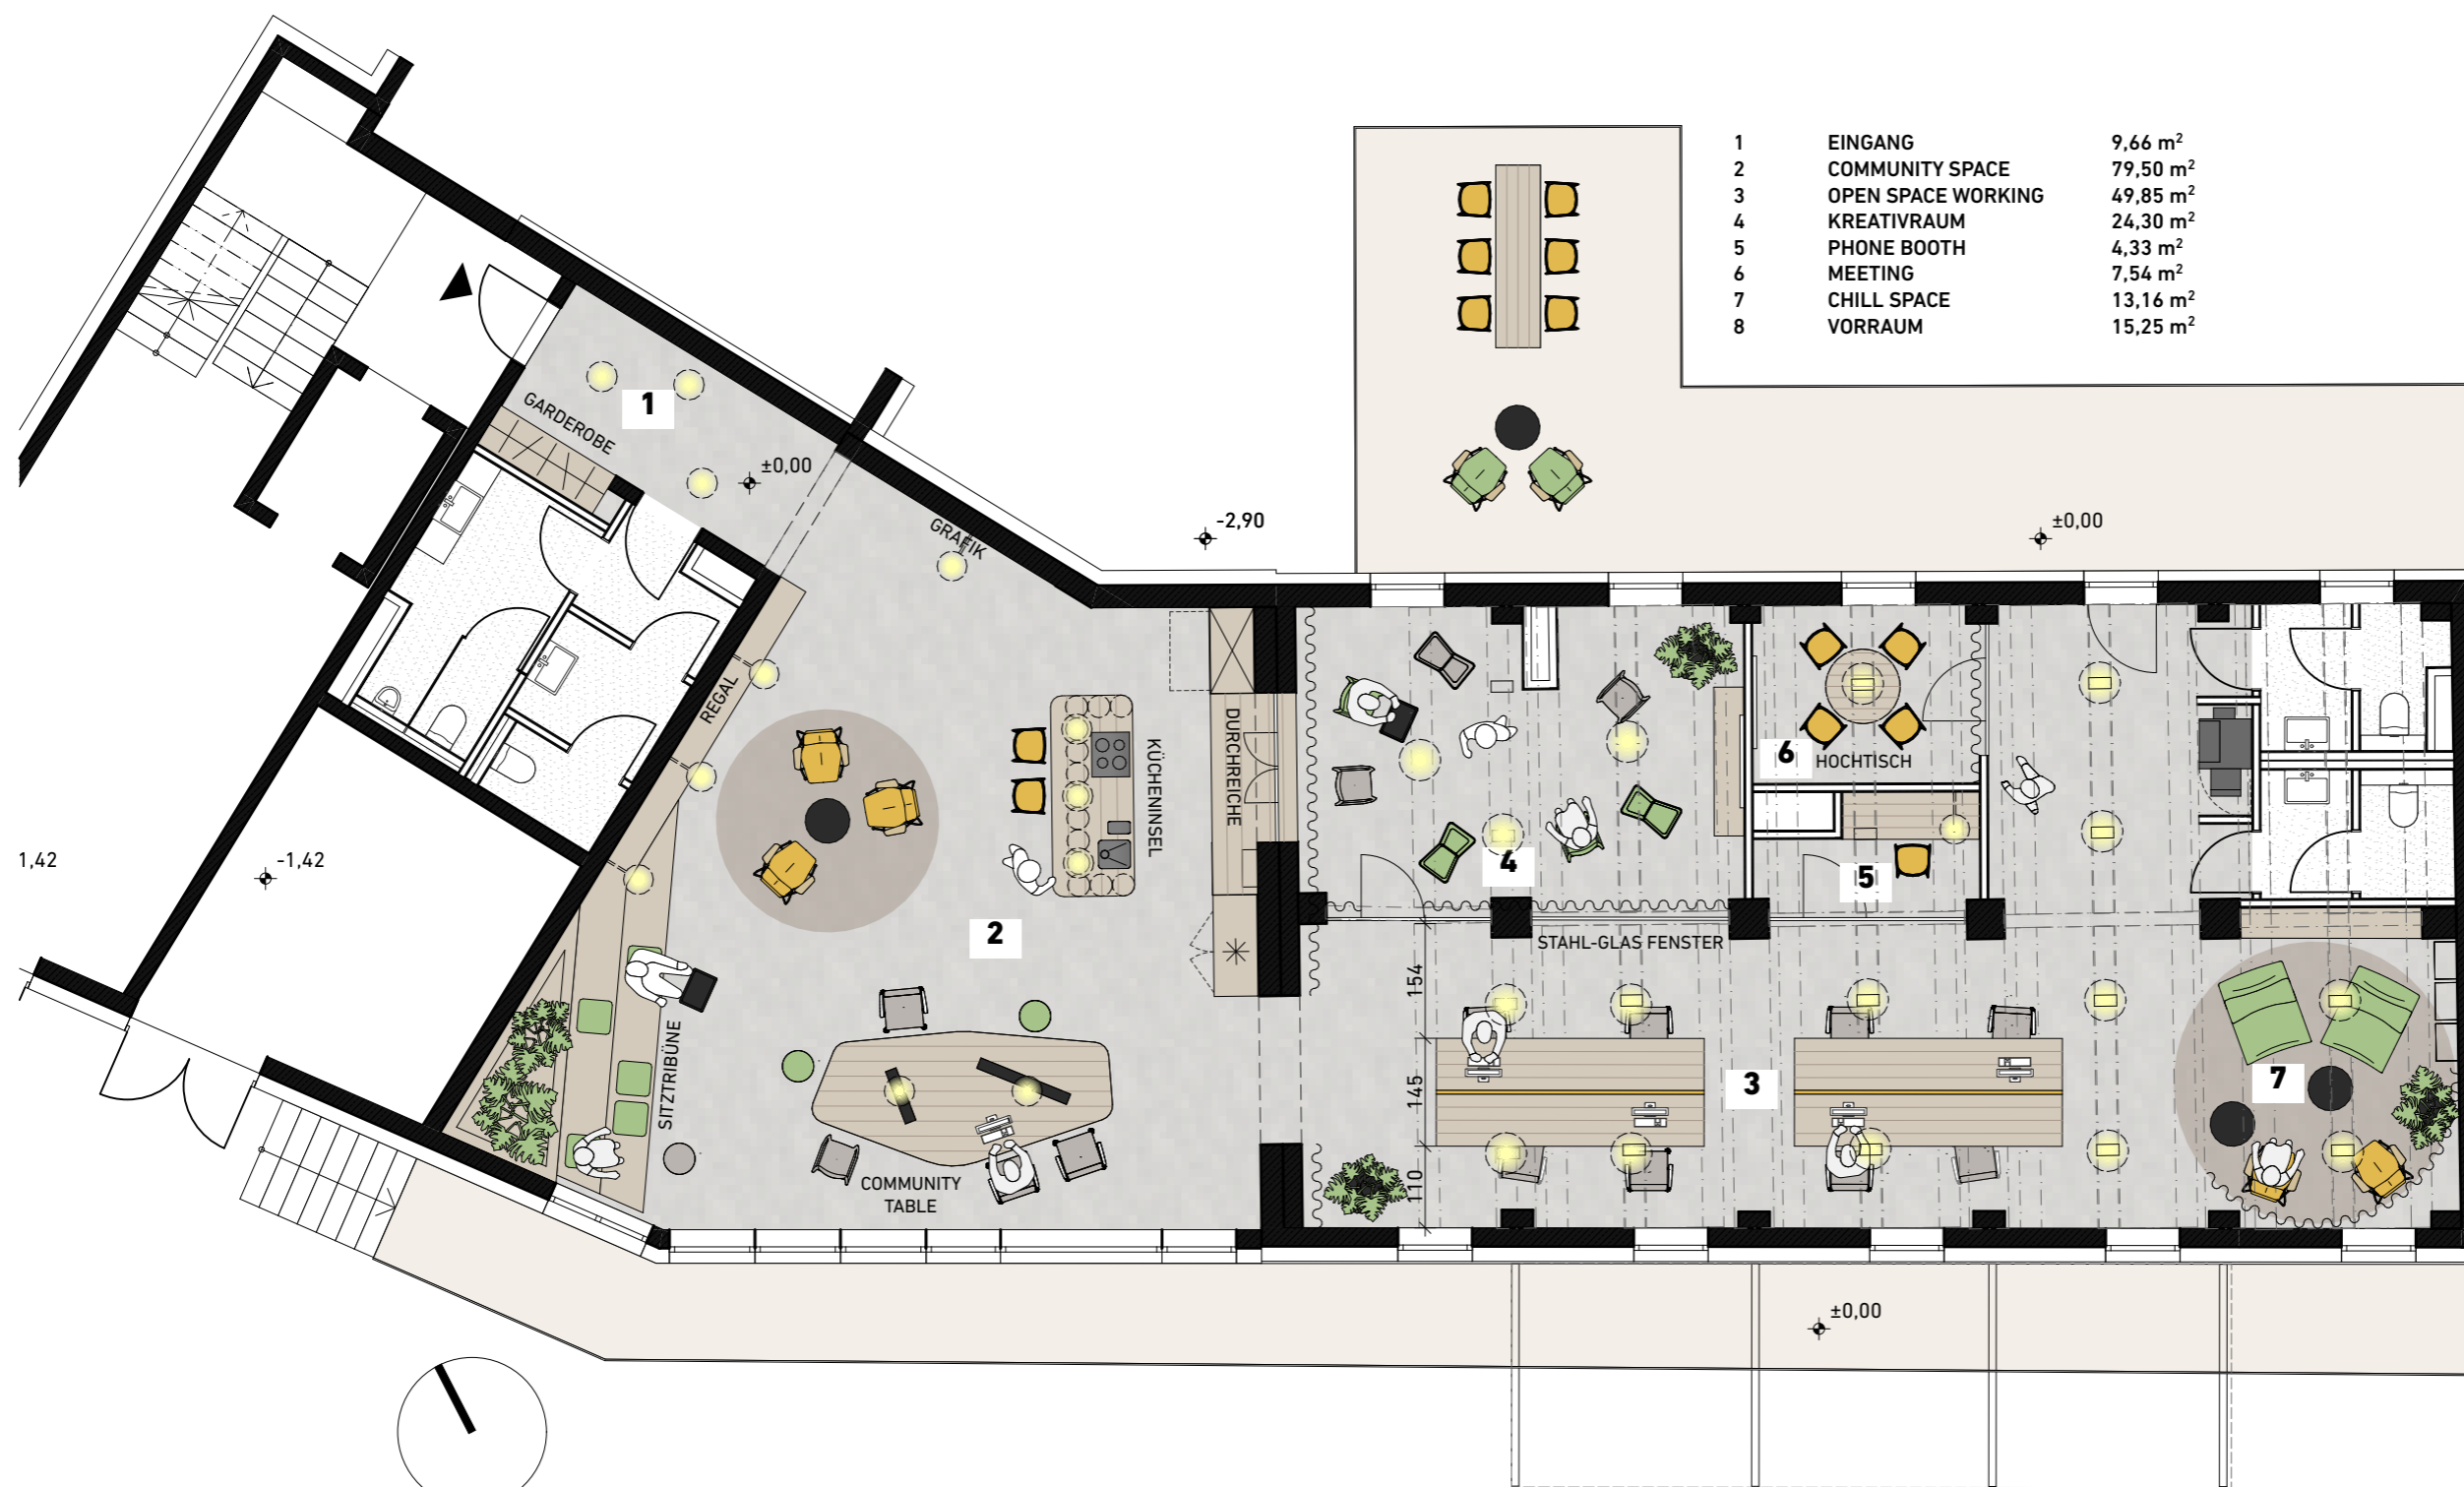 1 EINGANG 9,66 m²
2 COMMUNITY SPACE 79,50 m²
3 OPEN SPACE WORKING 49,85 m²
4 KREATIVRAUM 24,30 m²
5 PHONE BOOTH 4,33 m²
6 MEETING 7,54 m²
7 CHILL SPACE 13,16 m²
8 VORRAUM 15,25 m²
1
GARDEROBE
±0,00
GRAFIK
-2,90
±0,00
REGAL
DURCHREICHE
KÜCHENINSEL
6
HOCHTISCH
4
5
1,42
-1,42
2
STAHL-GLAS FENSTER
154
145
110
3
7
SITZTRIBÜNE
COMMUNITY
TABLE
±0,00